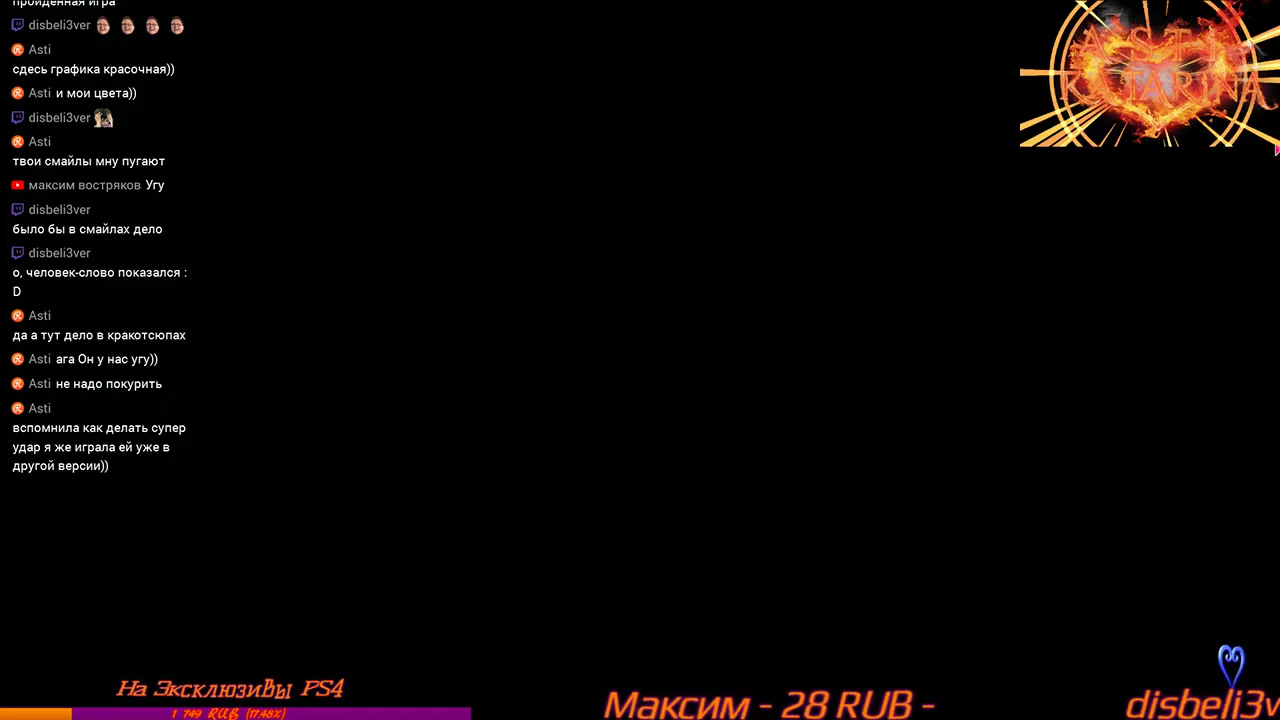 пройденная игра
disbeli3ver
Asti
сдесь графика красочная))
Asti и мои цвета))
disbeli3ver
Asti
твои смайлы мну пугают
максим востряков Угу
disbeli3ver
было бы в смайлах дело
disbeli3ver
о, человек-слово показался :
D
Asti
да а тут дело в кракотсюпах
Asti ага Он у нас угу))
Asti не надо покурить
Asti
вспомнила как делать супер
удар я же играла ей уже в
другой версии))
ASTI
KATARINA
На Эксклюзивы PS4
1 749 RUB (17.48%)
Максим - 28 RUB -
disbeli3v